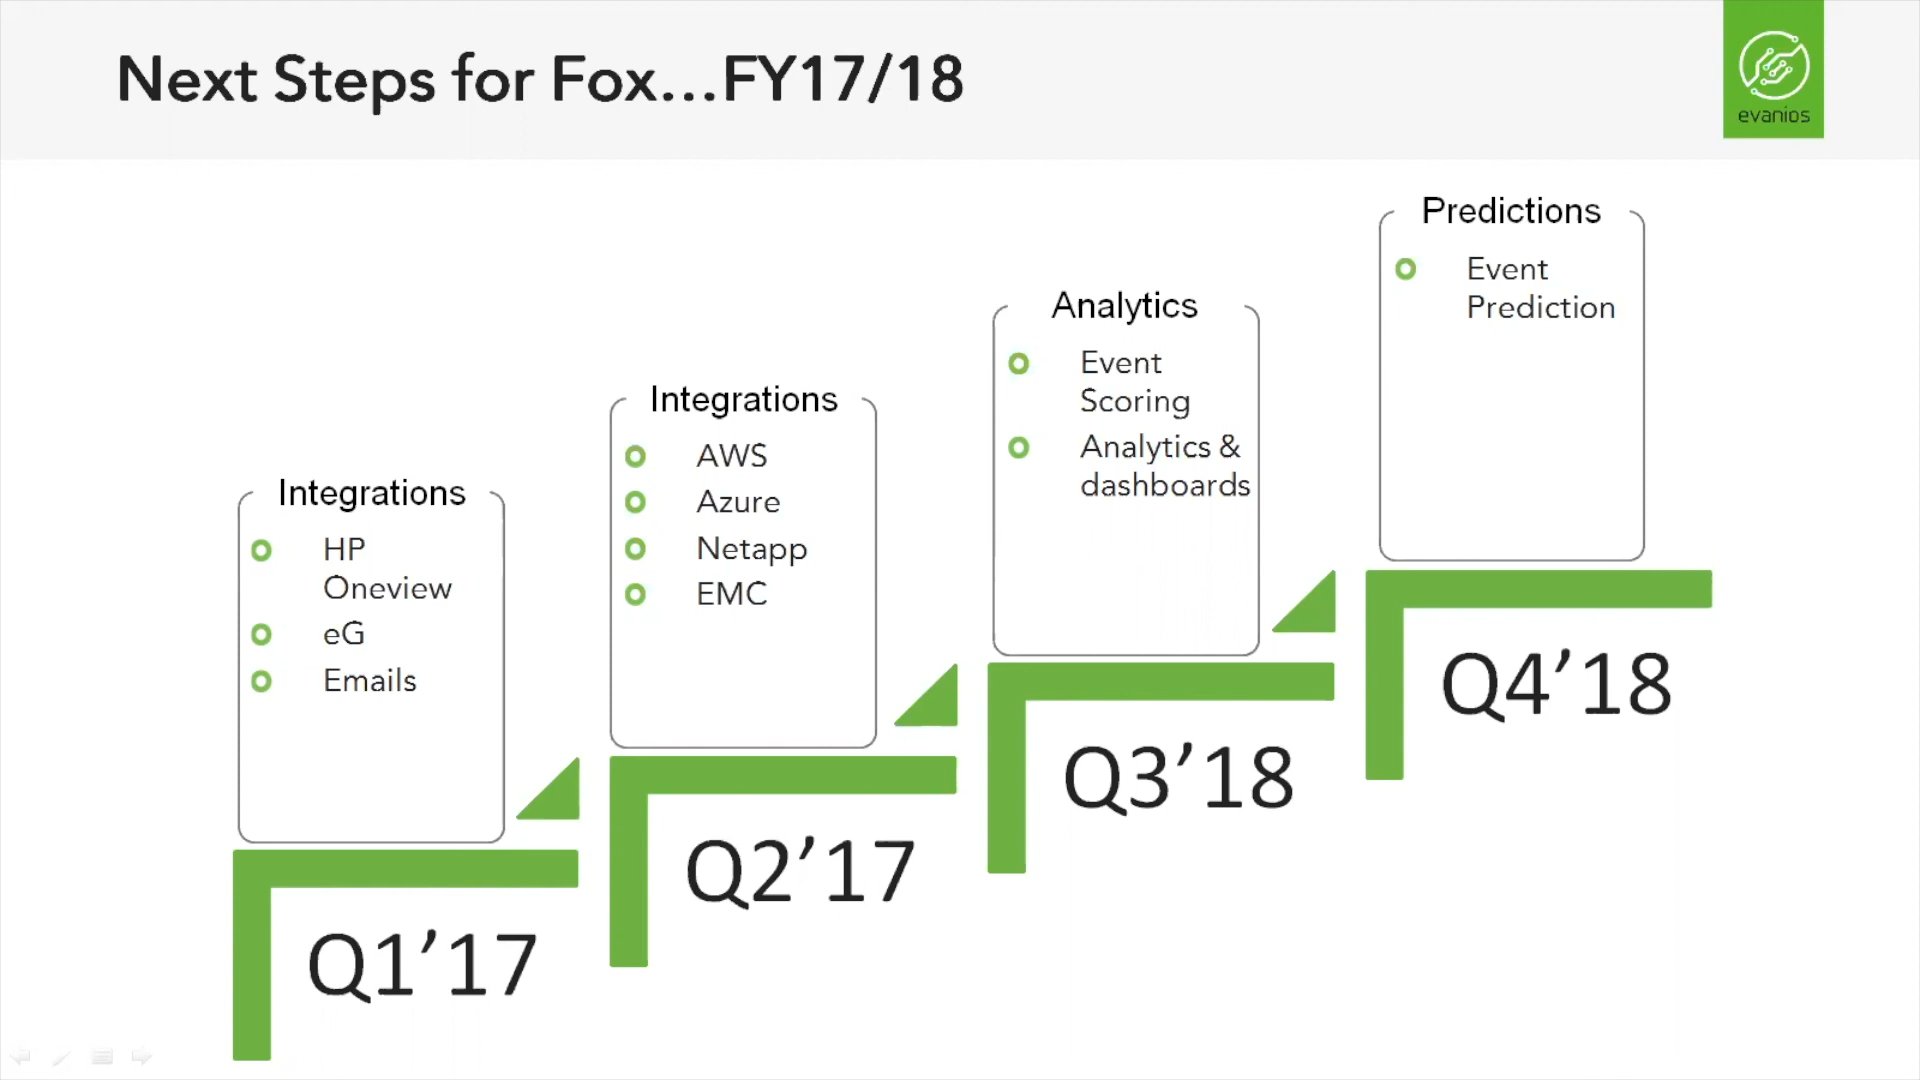 Next Steps for Fox...FY17/18
evanios
Integrations
HP
Oneview
eG
Emails
Q1’17
Integrations
AWS
Azure
Netapp
EMC
Q2’17
Analytics
Event
Scoring
Analytics &
dashboards
Q3’18
Predictions
Event
Prediction
Q4’18